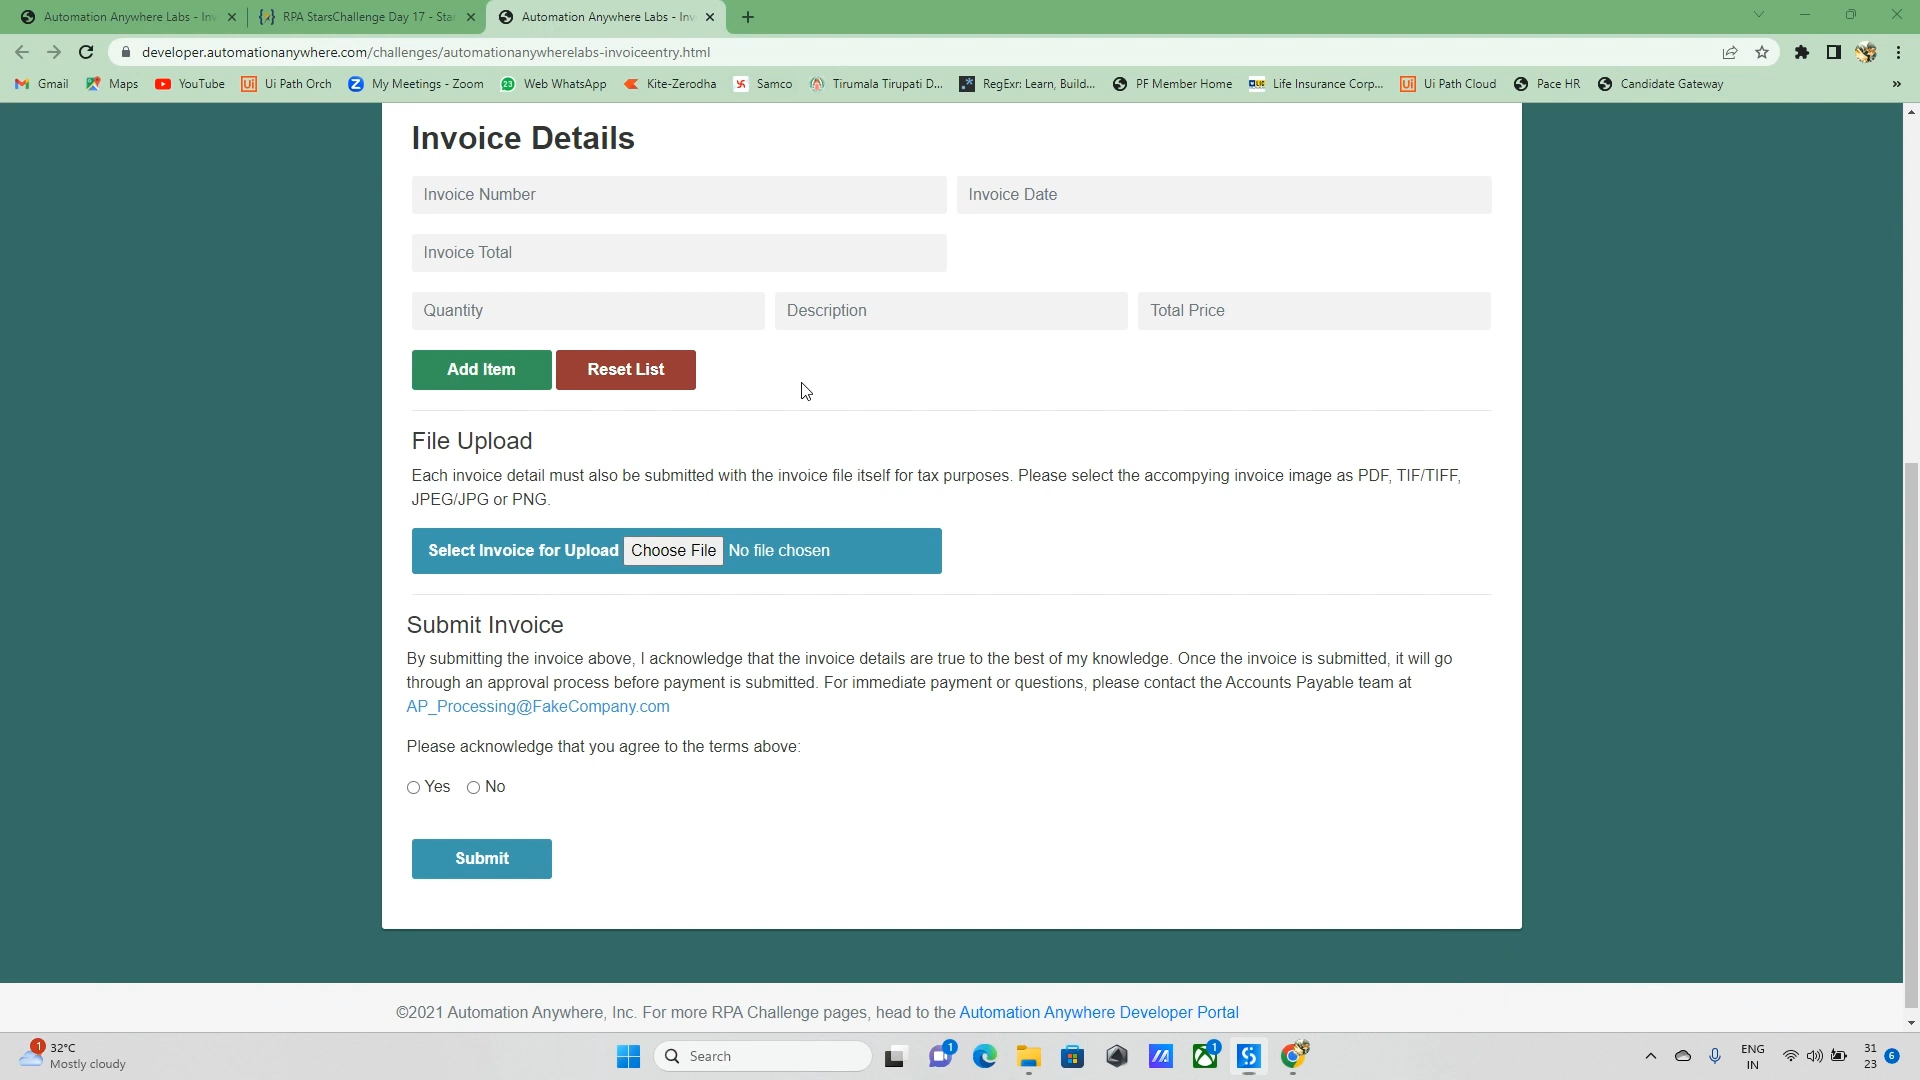 Automation Anywhere Labs - Inv
RPA StarsChallenge Day 17 - Star
Automation Anywhere Labs - Inv
developer.automationanywhere.com/challenges/automationanywherelabs-invoiceentry.html
Gmail
Maps
YouTube
Ui Path Orch
My Meetings - Zoom
Web WhatsApp
Kite-Zerodha
Samco
Tirumala Tirupati D...
RegExr: Learn, Build...
PF Member Home
Life Insurance Corp...
Ui Path Cloud
Pace HR
Candidate Gateway
»
Invoice Details
Invoice Number
Invoice Date
Invoice Total
Quantity
Description
Total Price
Add Item
Reset List
File Upload
Each invoice detail must also be submitted with the invoice file itself for tax purposes. Please select the accompying invoice image as PDF, TIF/TIFF,
JPEG/JPG or PNG.
Select Invoice for Upload Choose File No file chosen
Submit Invoice
By submitting the invoice above, I acknowledge that the invoice details are true to the best of my knowledge. Once the invoice is submitted, it will go
through an approval process before payment is submitted. For immediate payment or questions, please contact the Accounts Payable team at
AP_Processing@FakeCompany.com
Please acknowledge that you agree to the terms above:
Yes No
Submit
©2021 Automation Anywhere, Inc. For more RPA Challenge pages, head to the Automation Anywhere Developer Portal
1
32°C
Mostly cloudy
Search
1
1
ENG
IN
31
23
6